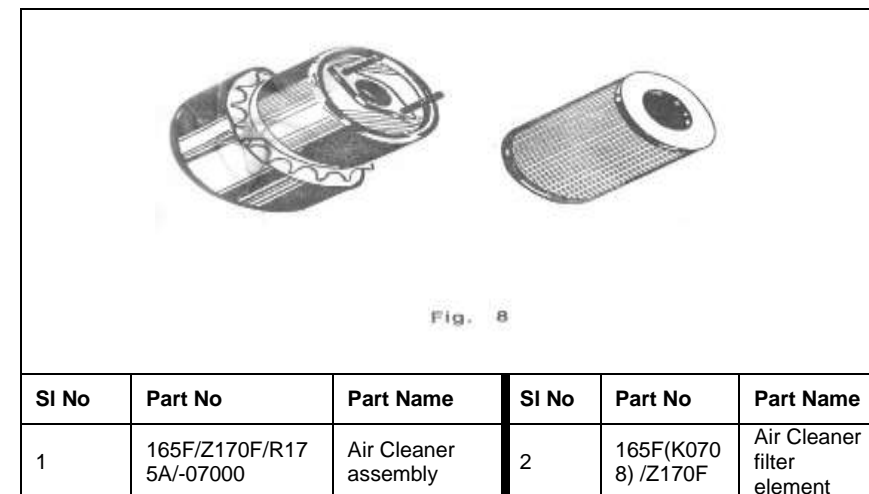 Fig. 8
Sl No Part No Part Name Sl No Part No Part Name
1 165F/Z170F/R17 Air Cleaner 2 165F(K070 Air Cleaner
5A/-07000 assembly 8) /Z170F filter
element